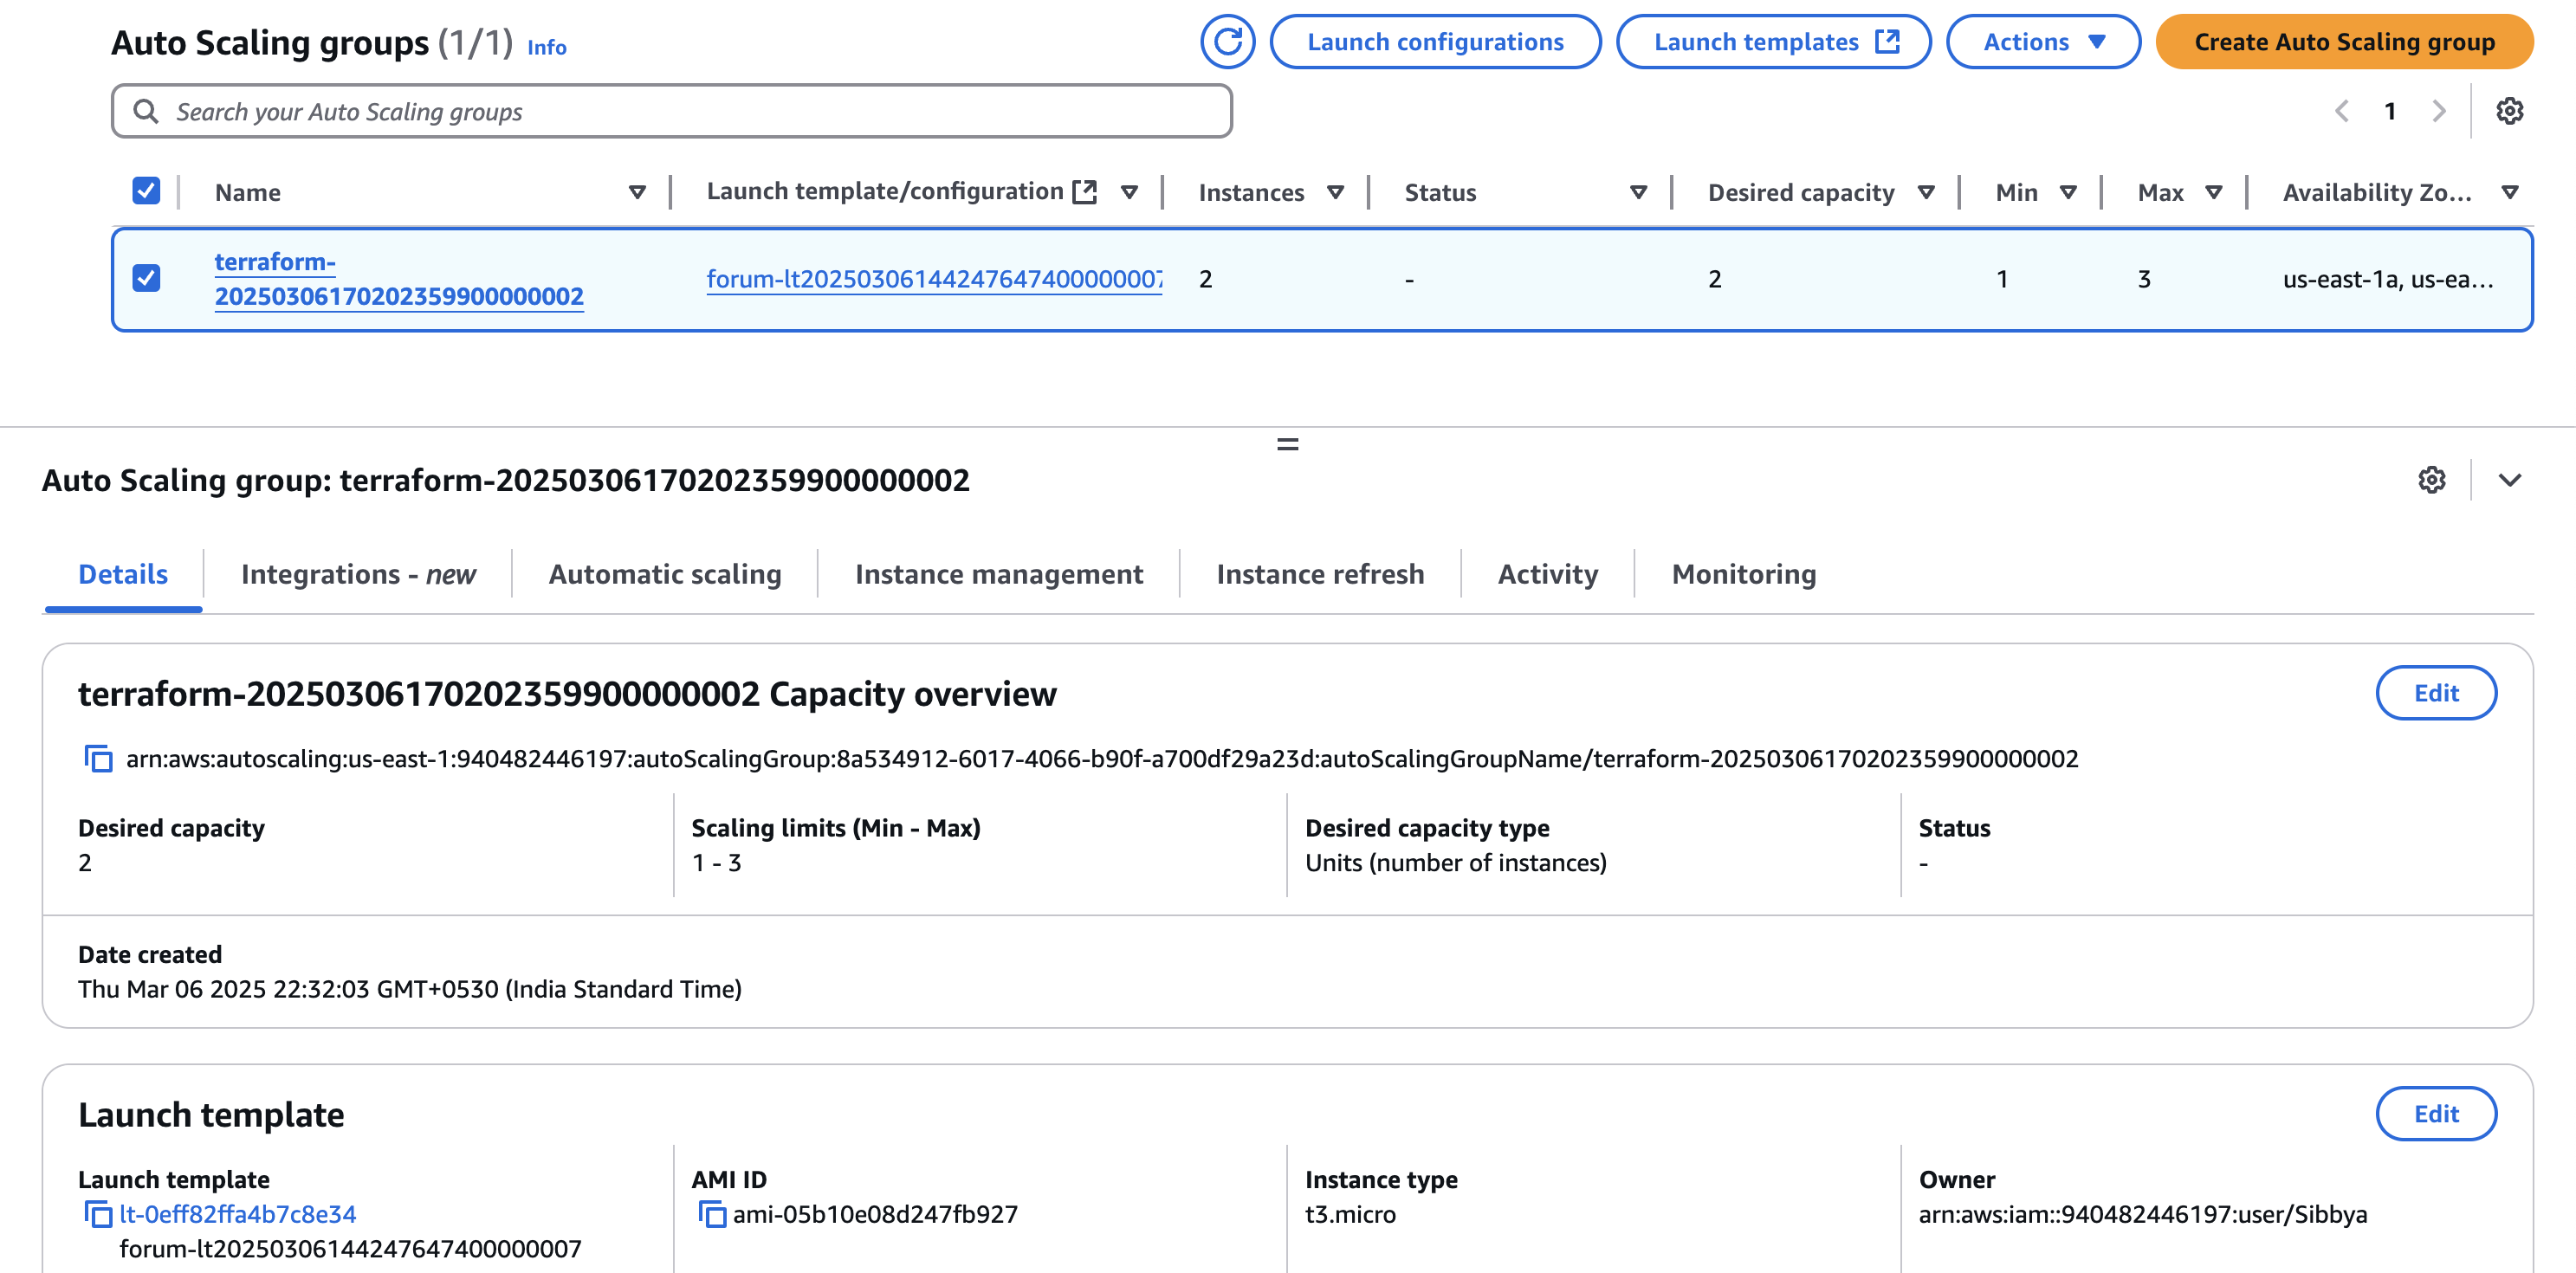 Auto Scaling groups (1/1) Info
Launch configurations
Launch templates
Actions
Create Auto Scaling group
Search your Auto Scaling groups
1
Name
Launch template/configuration
Instances
Status
Desired capacity
Min
Max
Availability Zo...
terraform-
20250306170202359900000002
forum-lt20250306144247647400000007
2
-
2
1
3
us-east-1a, us-ea...
Auto Scaling group: terraform-20250306170202359900000002
Details
Integrations - new
Automatic scaling
Instance management
Instance refresh
Activity
Monitoring
terraform-20250306170202359900000002 Capacity overview
Edit
arn:aws:autoscaling:us-east-1:940482446197:autoScalingGroup:8a534912-6017-4066-b90f-a700df29a23d:autoScalingGroupName/terraform-20250306170202359900000002
Desired capacity
2
Scaling limits (Min - Max)
1 - 3
Desired capacity type
Units (number of instances)
Status
-
Date created
Thu Mar 06 2025 22:32:03 GMT+0530 (India Standard Time)
Launch template
Edit
Launch template
lt-0eff82ffa4b7c8e34
forum-lt20250306144247647400000007
AMI ID
ami-05b10e08d247fb927
Instance type
t3.micro
Owner
arn:aws:iam::940482446197:user/Sibbya